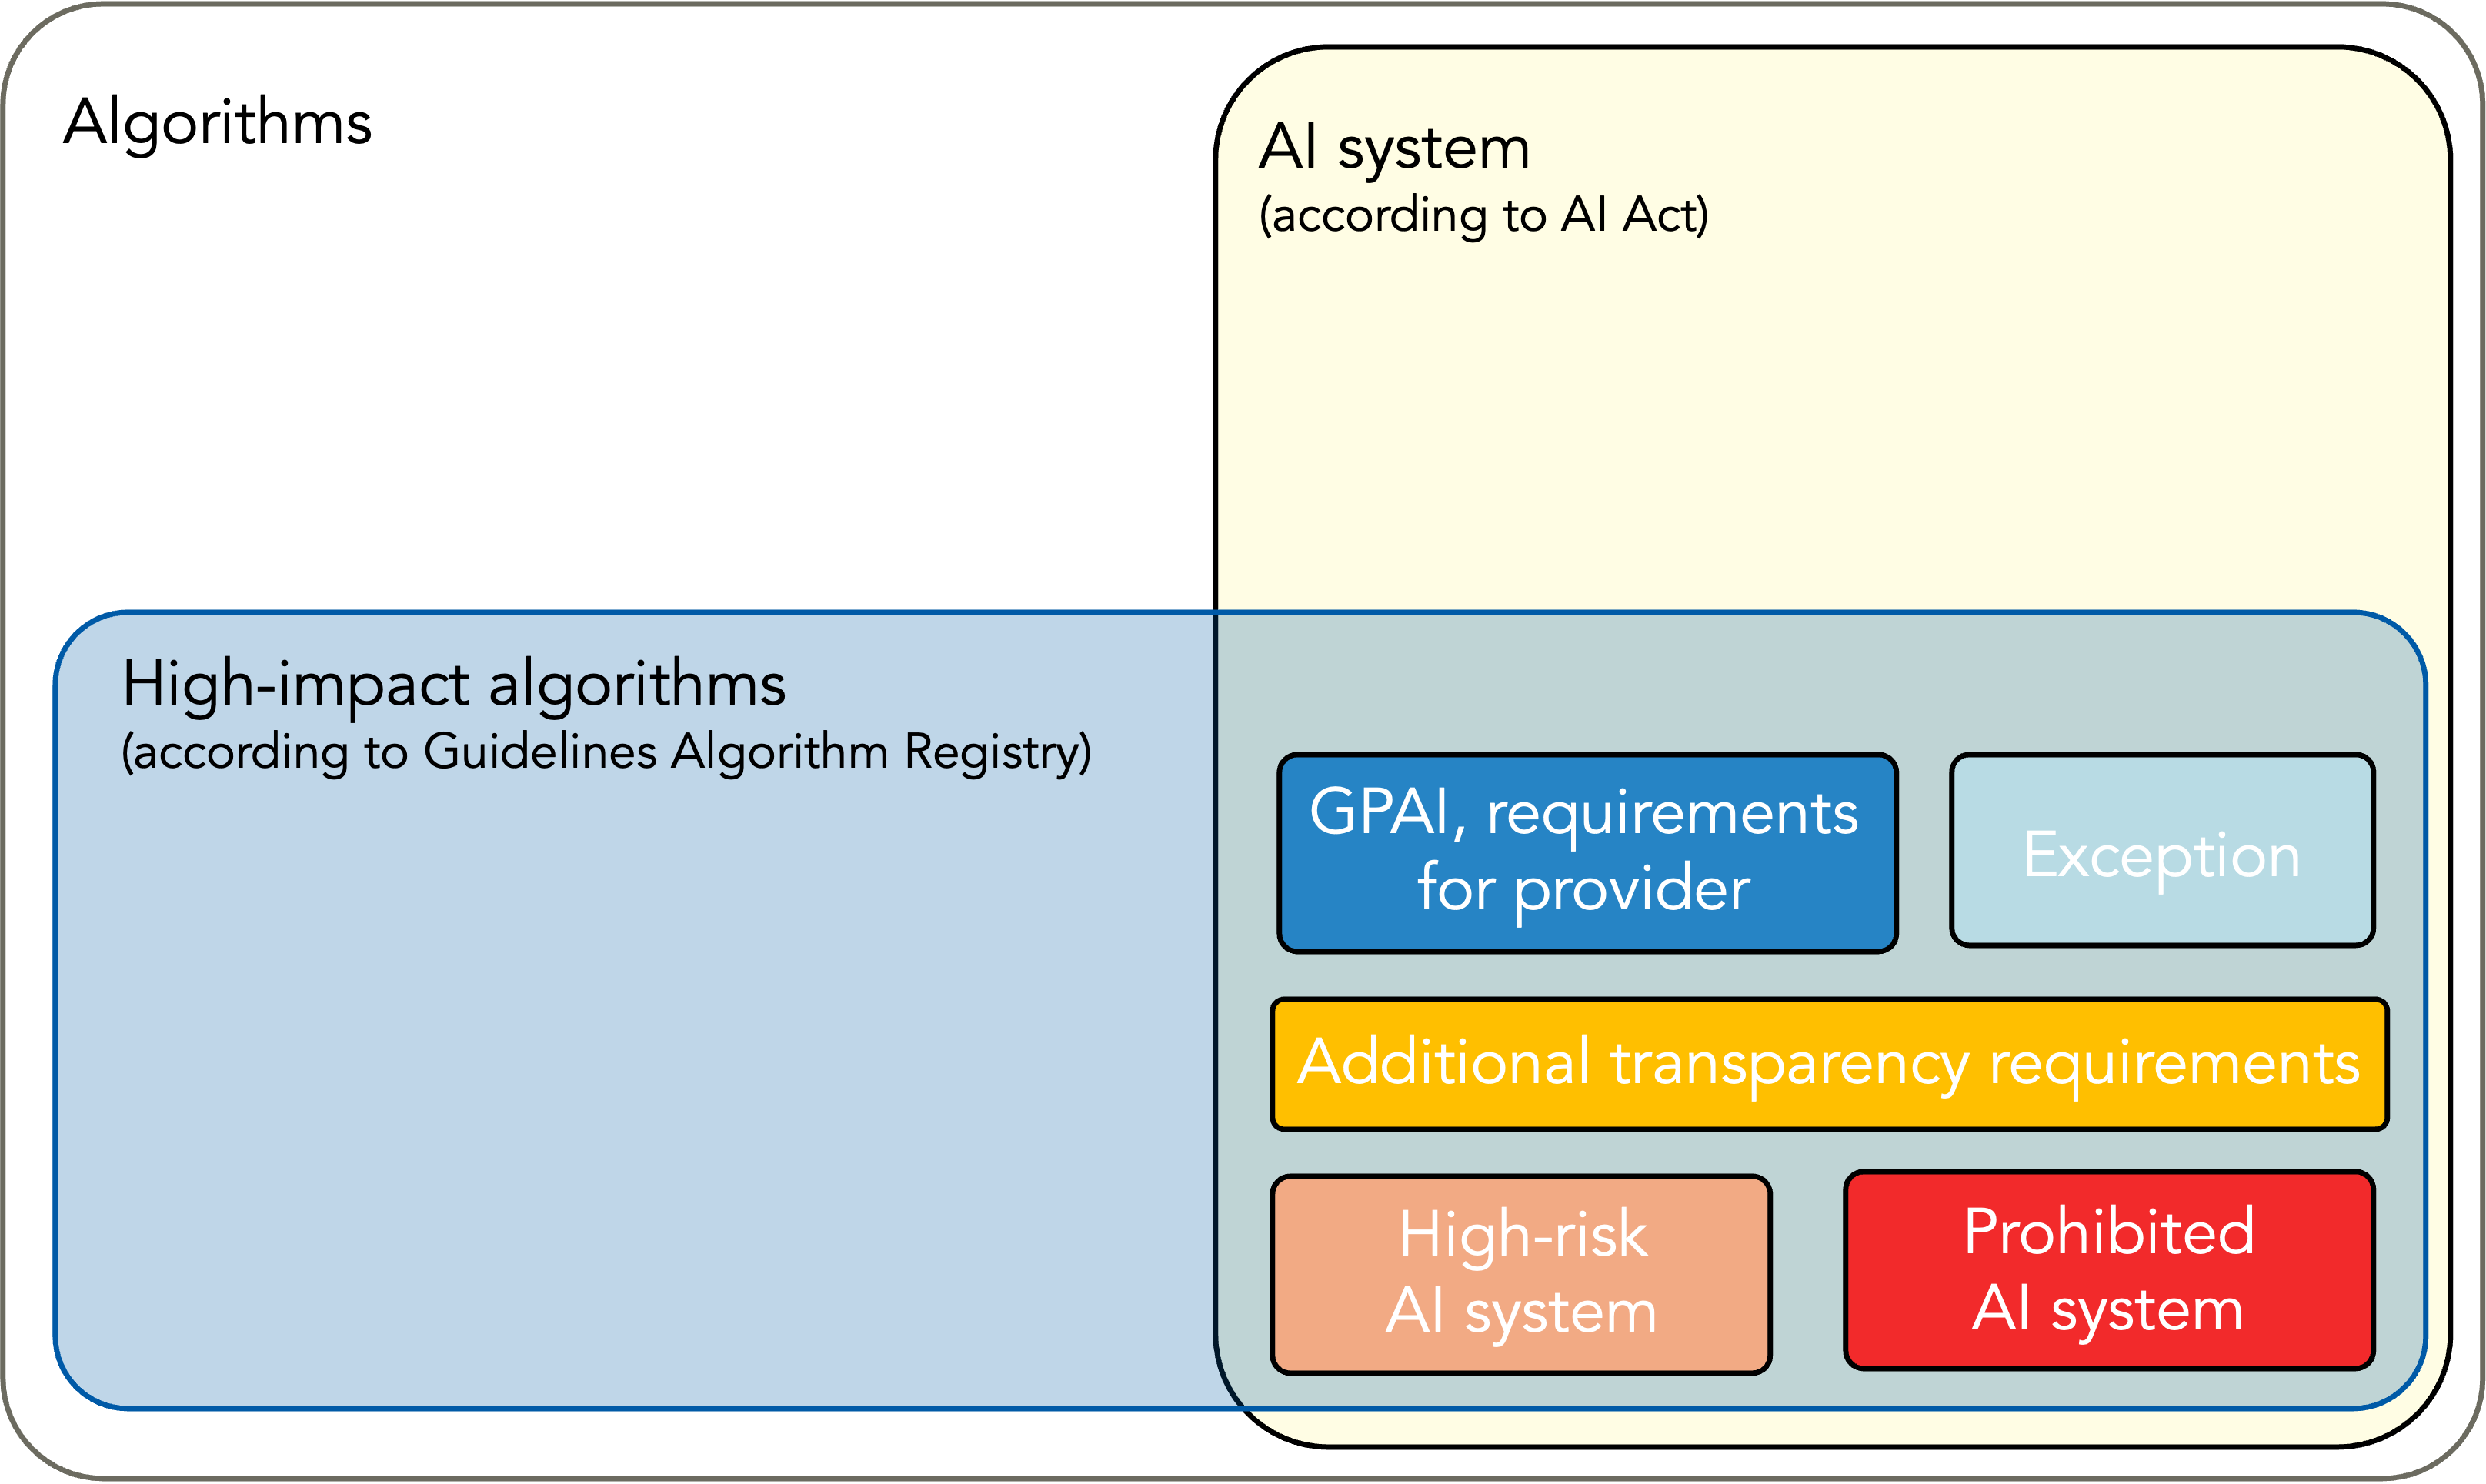 Algorithms
AI system
(according to AI Act)
High-impact algorithms
(according to Guidelines Algorithm Registry)
GPAI, requirements
for provider
Exception
Additional transparency requirements
High-risk
AI system
Prohibited
AI system